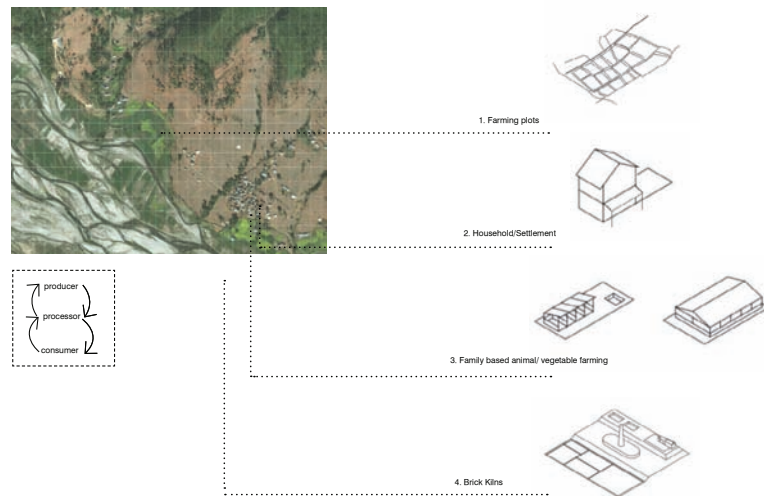 1. Farming plots
2. Household/Settlement
producer
processor
consumer
3. Family based animal/ vegetable farming
4. Brick Kilns